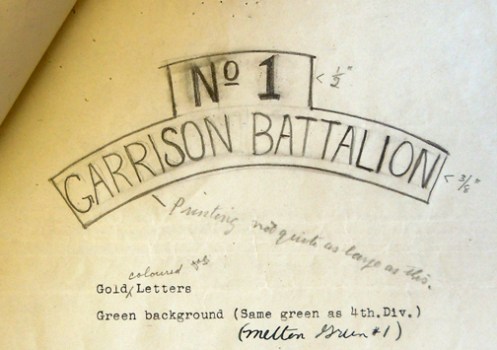 Nº 1
< ½"
GARRISON BATTALION
< 3/8"
Printing not quite as large as this.
coloured
Gold Letters
Green background (Same green as 4th.Div.)
(melton Green #1)